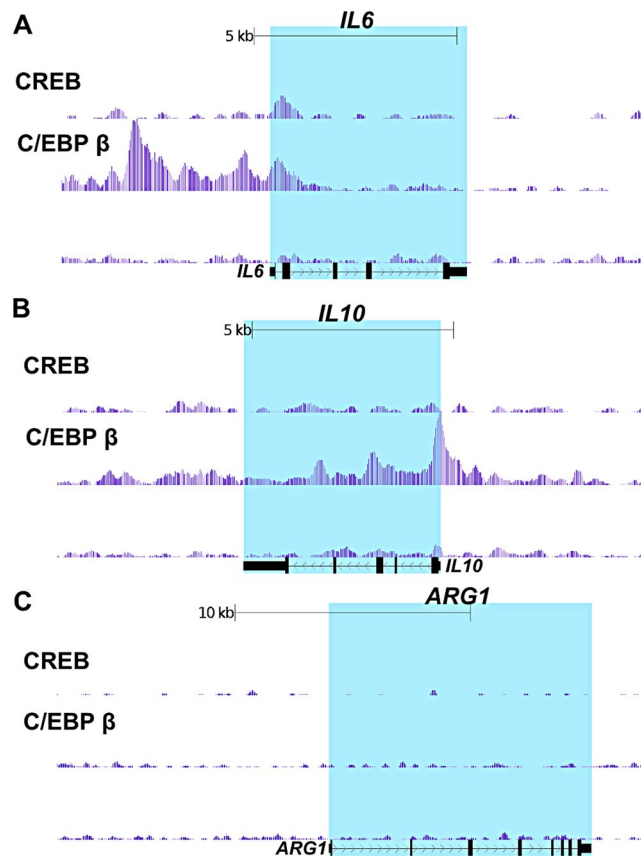 A
IL6
5 kb
CREB
C/EBP β
IL6
B
IL10
5 kb
CREB
C/EBP β
IL10
C
ARG1
10 kb
CREB
C/EBP β
ARG1